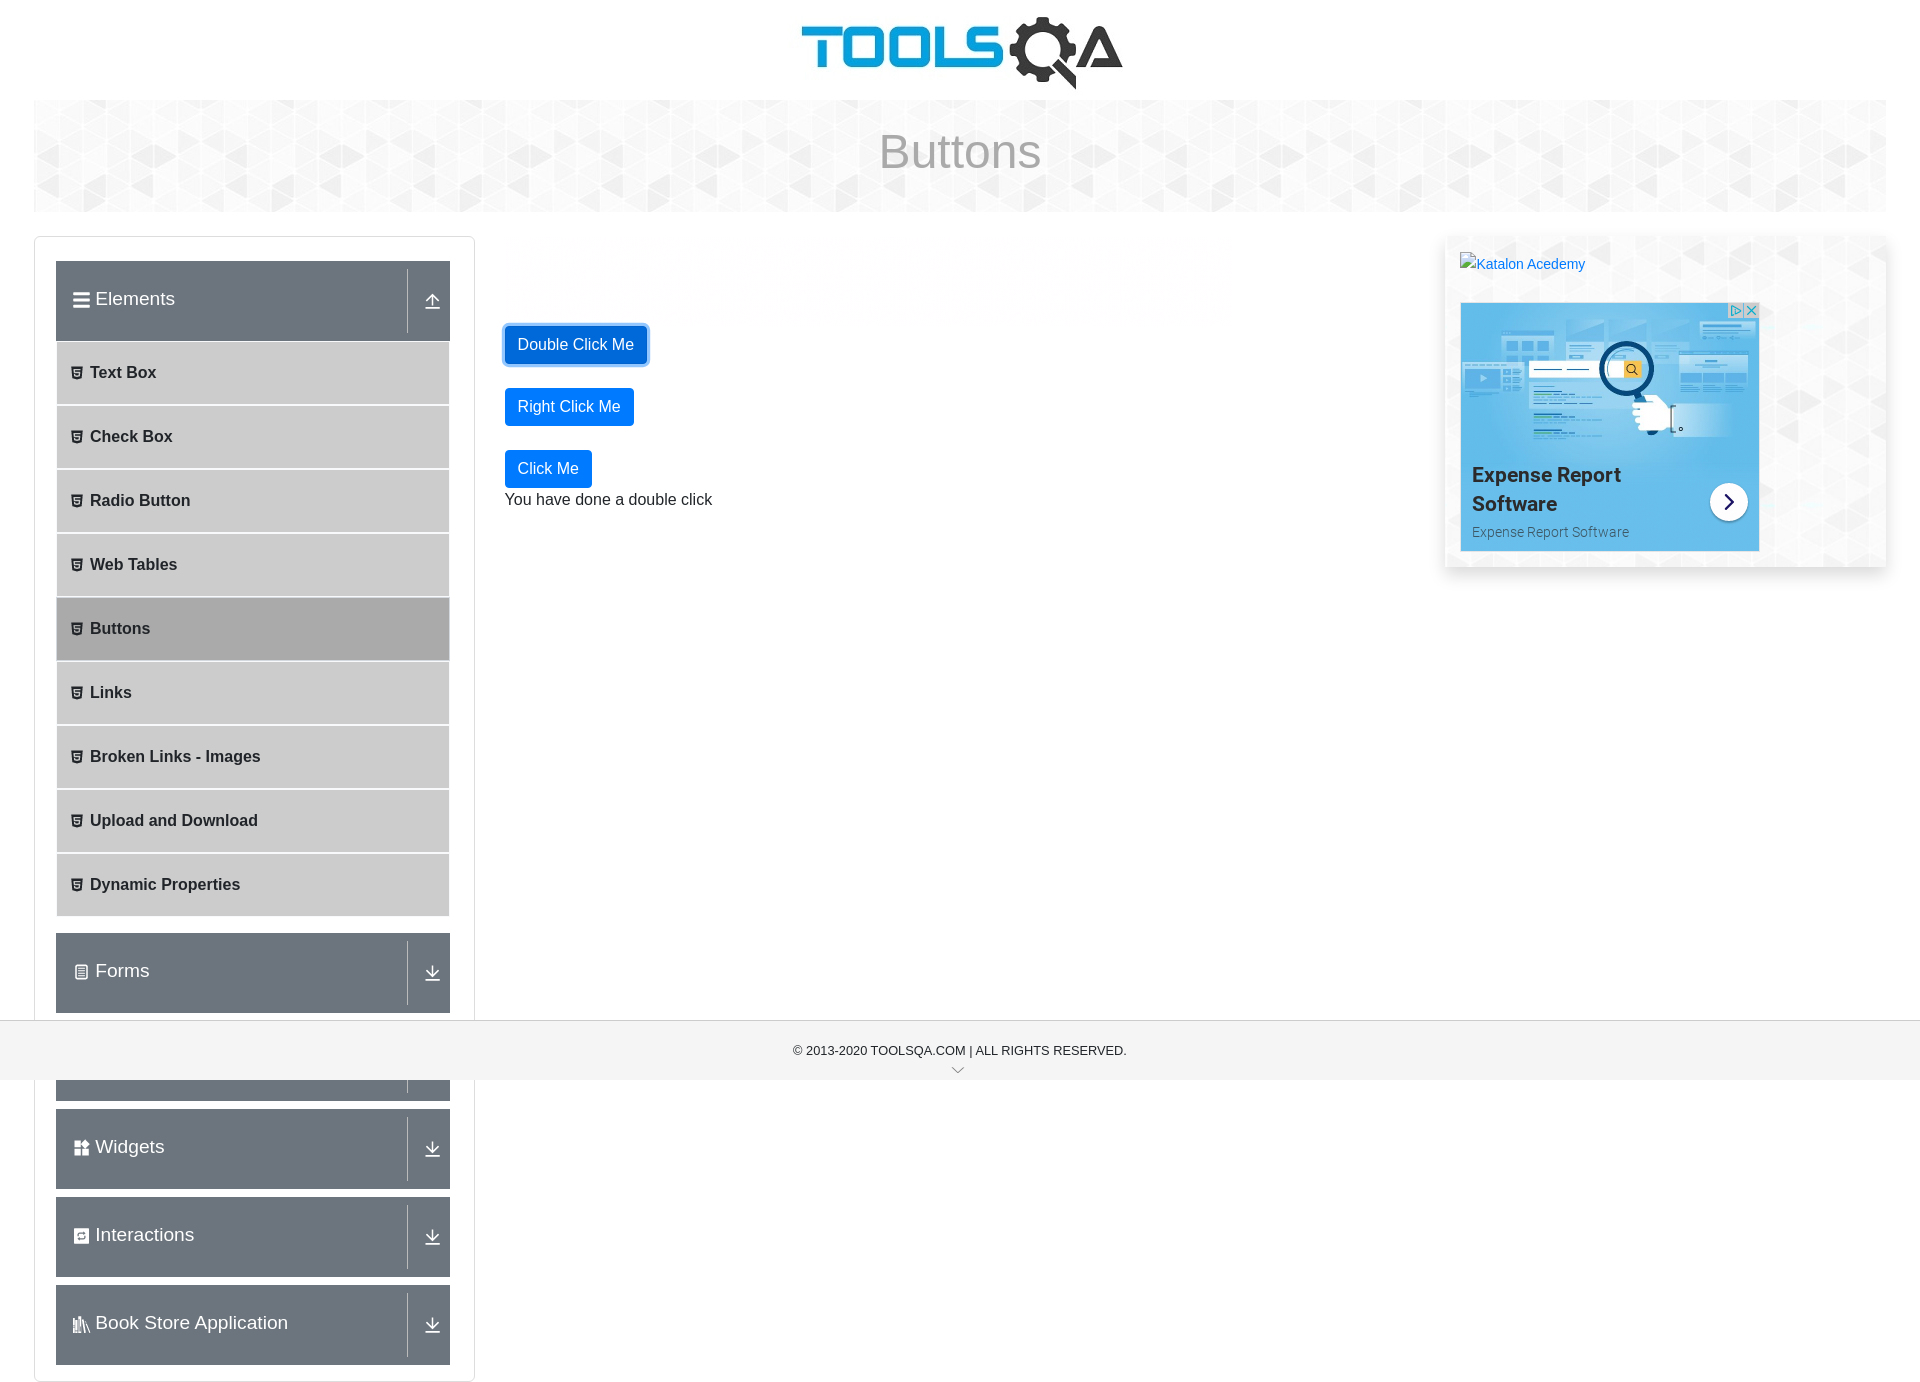 TOOLSQA
Buttons
Elements
Text Box
Check Box
Radio Button
Web Tables
Buttons
Links
Broken Links - Images
Upload and Download
Dynamic Properties
Forms
Widgets
Interactions
Book Store Application
Double Click Me
Right Click Me
Click Me
You have done a double click
Katalon Acedemy
Expense Report
Software
Expense Report Software
© 2013-2020 TOOLSQA.COM | ALL RIGHTS RESERVED.